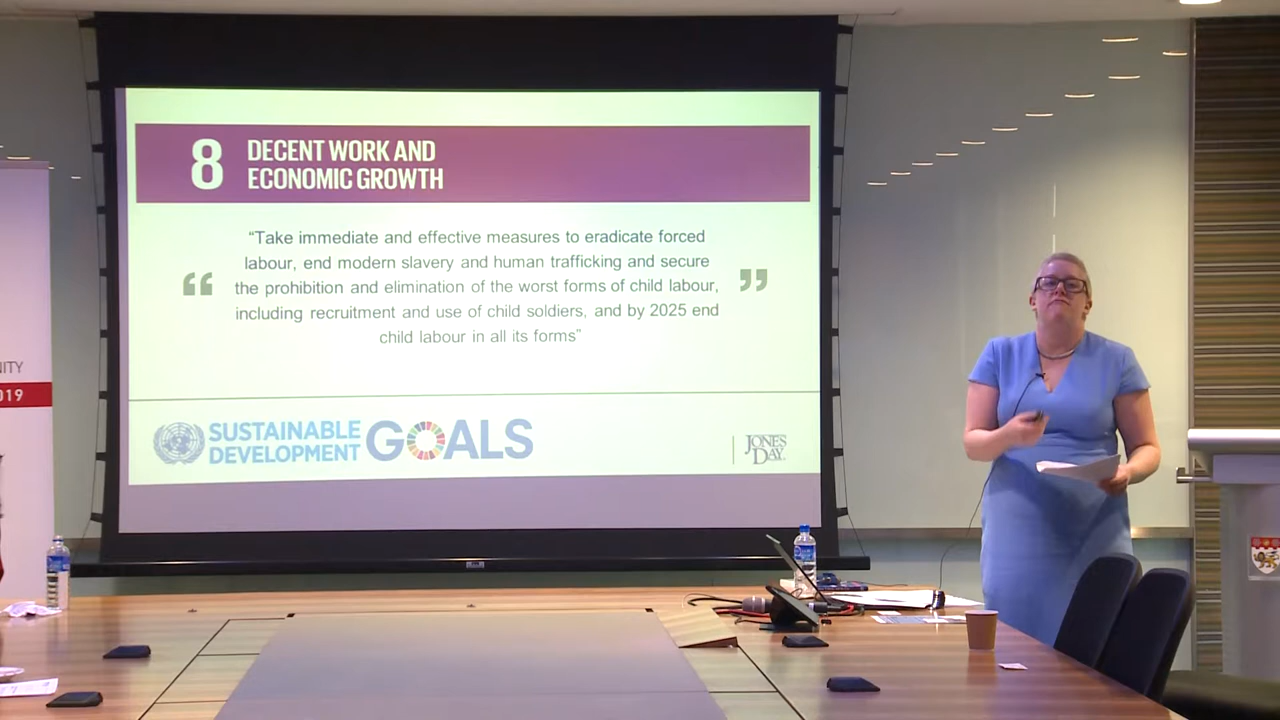 8
DECENT WORK AND
ECONOMIC GROWTH
“Take immediate and effective measures to eradicate forced
labour, end modern slavery and human trafficking and secure
the prohibition and elimination of the worst forms of child labour,
including recruitment and use of child soldiers, and by 2025 end
child labour in all its forms”
SUSTAINABLE
DEVELOPMENT
GOALS
JONES
DAY
NITY
019